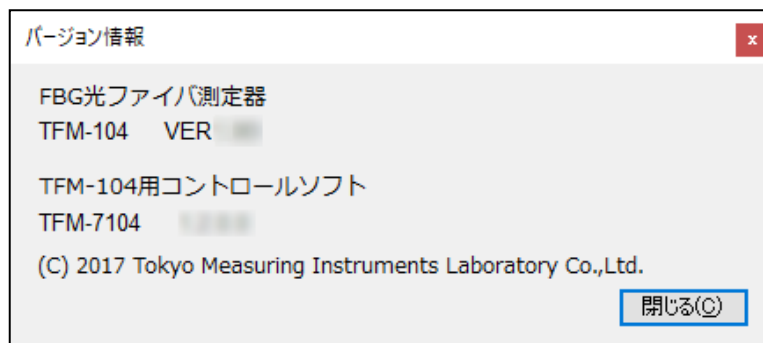 バージョン情報
x
FBG光ファイバ測定器
TFM-104 VER
TFM-104用コントロールソフト
TFM-7104
(C) 2017 Tokyo Measuring Instruments Laboratory Co.,Ltd.
閉じる(C)